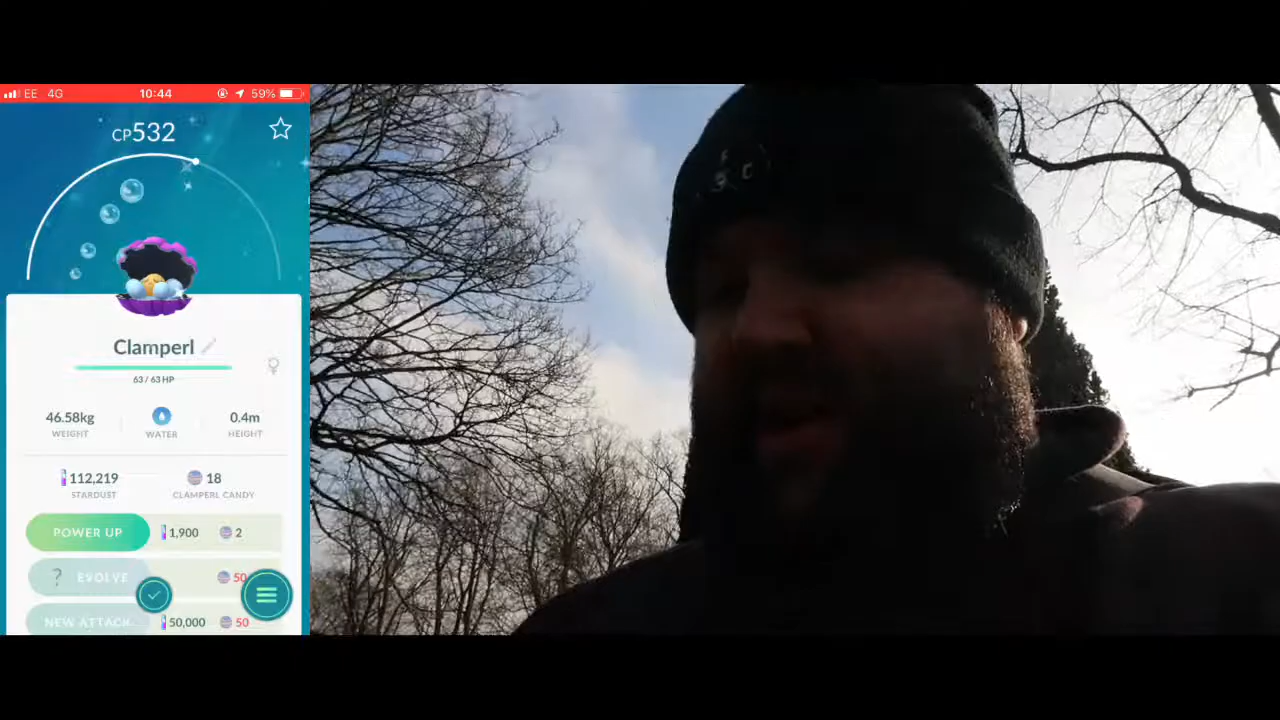 EE 4G 10:44 59%
CP532
Clamperl
63 / 63 HP
46.58kg 0.4m
WEIGHT WATER HEIGHT
112,219 18
STARDUST CLAMPERL CANDY
POWER UP 1,900 2
? EVOLVE 50
NEW ATTACK 50,000 50